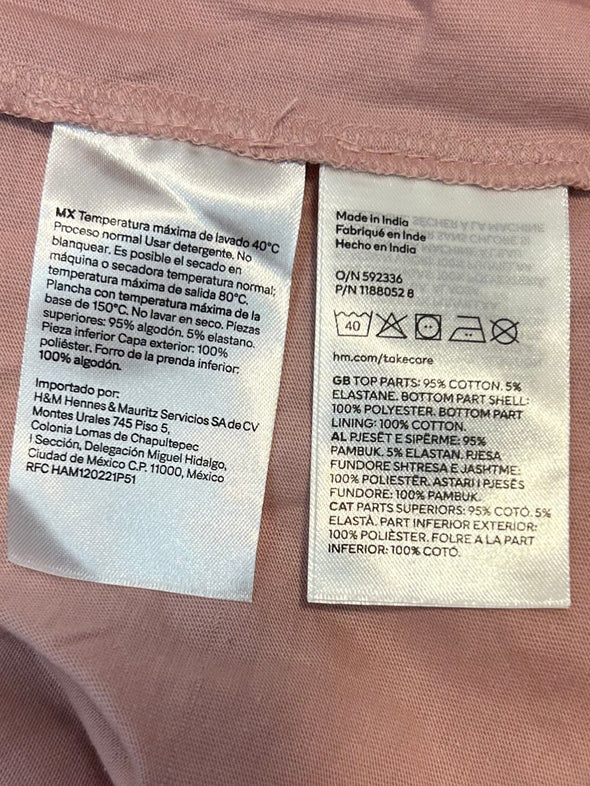 MX Temperatura máxima de lavado 40°C
Proceso normal Usar detergente. No
blanquear. Es posible el secado en
máquina o secadora temperatura normal;
temperatura máxima de salida 80°C.
Plancha con temperatura máxima de la
base de 150°C. No lavar en seco. Piezas
superiores: 95% algodón. 5% elastano.
Pieza inferior Capa exterior: 100%
poliéster. Forro de la prenda inferior:
100% algodón.
Importado por:
H&M Hennes & Mauritz Servicios SA de CV
Montes Urales 745 Piso 5,
Colonia Lomas de Chapultepec
I Sección, Delegación Miguel Hidalgo,
Ciudad de México C.P. 11000, México
RFC HAM120221P51
Made in India
Fabriqué en Inde
Hecho en India
O/N 592336
P/N 1188052 8
40
hm.com/takecare
GB TOP PARTS: 95% COTTON. 5%
ELASTANE. BOTTOM PART SHELL:
100% POLYESTER. BOTTOM PART
LINING: 100% COTTON.
AL PJESËT E SIPËRME: 95%
PAMBUK. 5% ELASTAN. PJESA
FUNDORE SHTRESA E JASHTME:
100% POLIESTËR. ASTARI I PJESËS
FUNDORE: 100% PAMBUK.
CAT PARTS SUPERIORS: 95% COTÓ. 5%
ELASTÀ. PART INFERIOR EXTERIOR:
100% POLIÈSTER. FOLRE A LA PART
INFERIOR: 100% COTÓ.